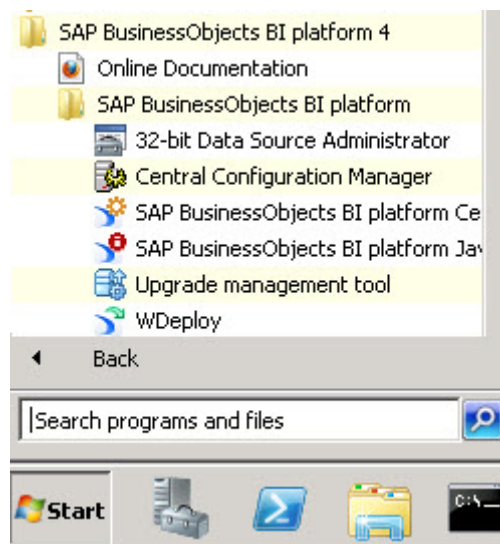 SAP BusinessObjects BI platform 4
Online Documentation
SAP BusinessObjects BI platform
32-bit Data Source Administrator
Central Configuration Manager
SAP BusinessObjects BI platform Ce
SAP BusinessObjects BI platform Jav
Upgrade management tool
WDeploy
Back
Search programs and files
Start
C:\